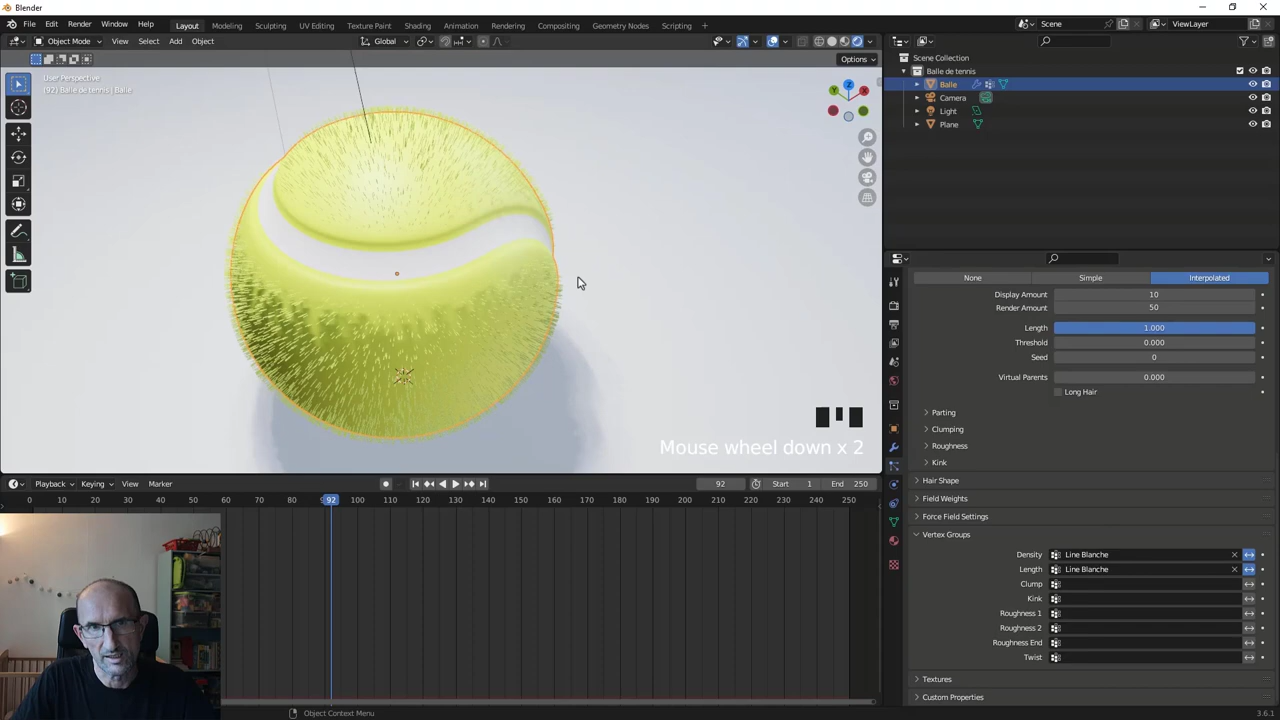 Blender
File Edit Render Window Help Layout Modeling Sculpting UV Editing Texture Paint Shading Animation Rendering Compositing Geometry Nodes Scripting + Scene ViewLayer
Object Mode View Select Add Object Global
Options
User Perspective
(92) Balle de tennis | Balle
Z
Y
X
Mouse wheel down x 2
Scene Collection
Balle de tennis
Balle
Camera
Light
Plane
None Simple Interpolated
Display Amount 10
Render Amount 50
Length 1.000
Threshold 0.000
Seed 0
Virtual Parents 0.000
Long Hair
Parting
Clumping
Roughness
Kink
Hair Shape
Field Weights
Force Field Settings
Vertex Groups
Density Line Blanche
Length Line Blanche
Clump
Kink
Roughness 1
Roughness 2
Roughness End
Twist
Textures
Custom Properties
Playback Keying View Marker 92 Start 1 End 250
0 10 20 30 40 50 60 70 80 92 100 110 120 130 140 150 160 170 180 190 200 210 220 230 240 250
Object Context Menu
3.6.1